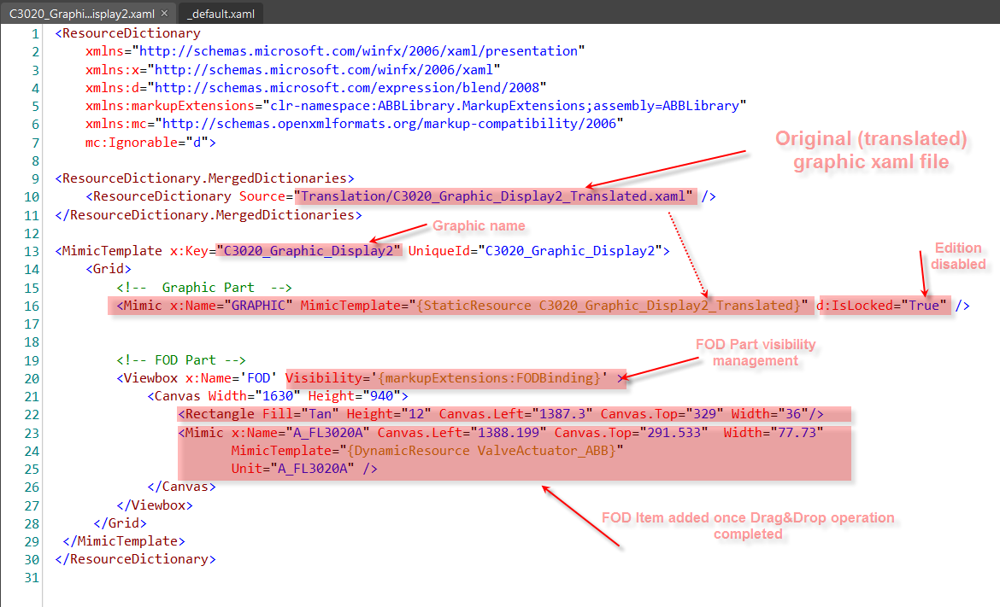 C3020_Graphi...isplay2.xaml × _default.xaml
1 <ResourceDictionary
2 xmlns="http://schemas.microsoft.com/winfx/2006/xaml/presentation"
3 xmlns:x="http://schemas.microsoft.com/winfx/2006/xaml"
4 xmlns:d="http://schemas.microsoft.com/expression/blend/2008"
5 xmlns:markupExtensions="clr-namespace:ABBLibrary.MarkupExtensions;assembly=ABBLibrary"
6 xmlns:mc="http://schemas.openxmlformats.org/markup-compatibility/2006"
7 mc:Ignorable="d">
Original (translated)
graphic xaml file
8
9 <ResourceDictionary.MergedDictionaries>
10 <ResourceDictionary Source="Translation/C3020_Graphic_Display2_Translated.xaml" />
11 </ResourceDictionary.MergedDictionaries>
12
Graphic name
13 <MimicTemplate x:Key="C3020_Graphic_Display2" UniqueId="C3020_Graphic_Display2">
Edition
disabled
14 <Grid>
15 <!-- Graphic Part -->
16 <Mimic x:Name="GRAPHIC" MimicTemplate="{StaticResource C3020_Graphic_Display2_Translated}" d:IsLocked="True" />
17
18
FOD Part visibility
management
19 <!-- FOD Part -->
20 <Viewbox x:Name='FOD' Visibility='{markupExtensions:FODBinding}' >
21 <Canvas Width="1630" Height="940">
22 <Rectangle Fill="Tan" Height="12" Canvas.Left="1387.3" Canvas.Top="329" Width="36"/>
23 <Mimic x:Name="A_FL3020A" Canvas.Left="1388.199" Canvas.Top="291.533" Width="77.73"
24 MimicTemplate="{DynamicResource ValveActuator_ABB}"
25 Unit="A_FL3020A" />
26 </Canvas>
27 </Viewbox>
28 </Grid>
FOD Item added once Drag&Drop operation
completed
29 </MimicTemplate>
30 </ResourceDictionary>
31